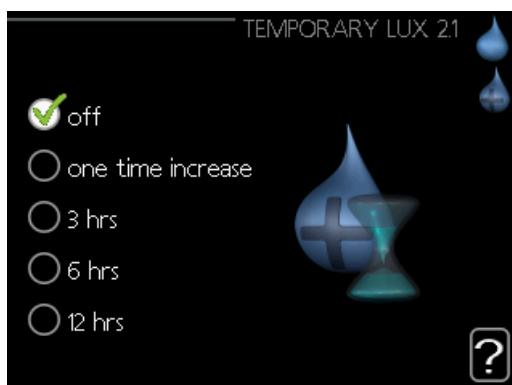 TEMPORARY LUX 2.1
off
one time increase
3 hrs
6 hrs
12 hrs
?